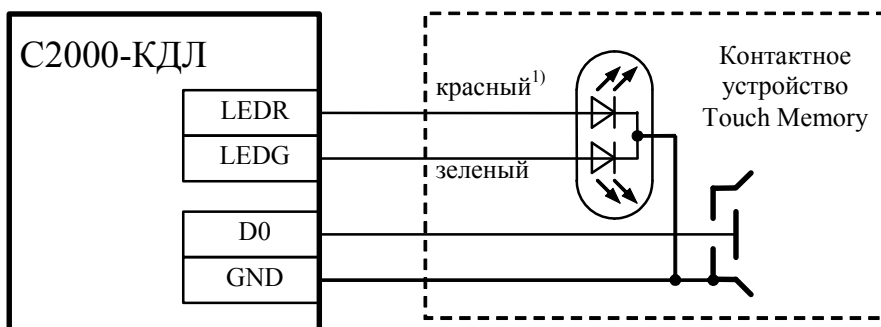 С2000-КДЛ
Контактное
устройство
Touch Memory
красный1)
LEDR
LEDG
зеленый
D0
GND